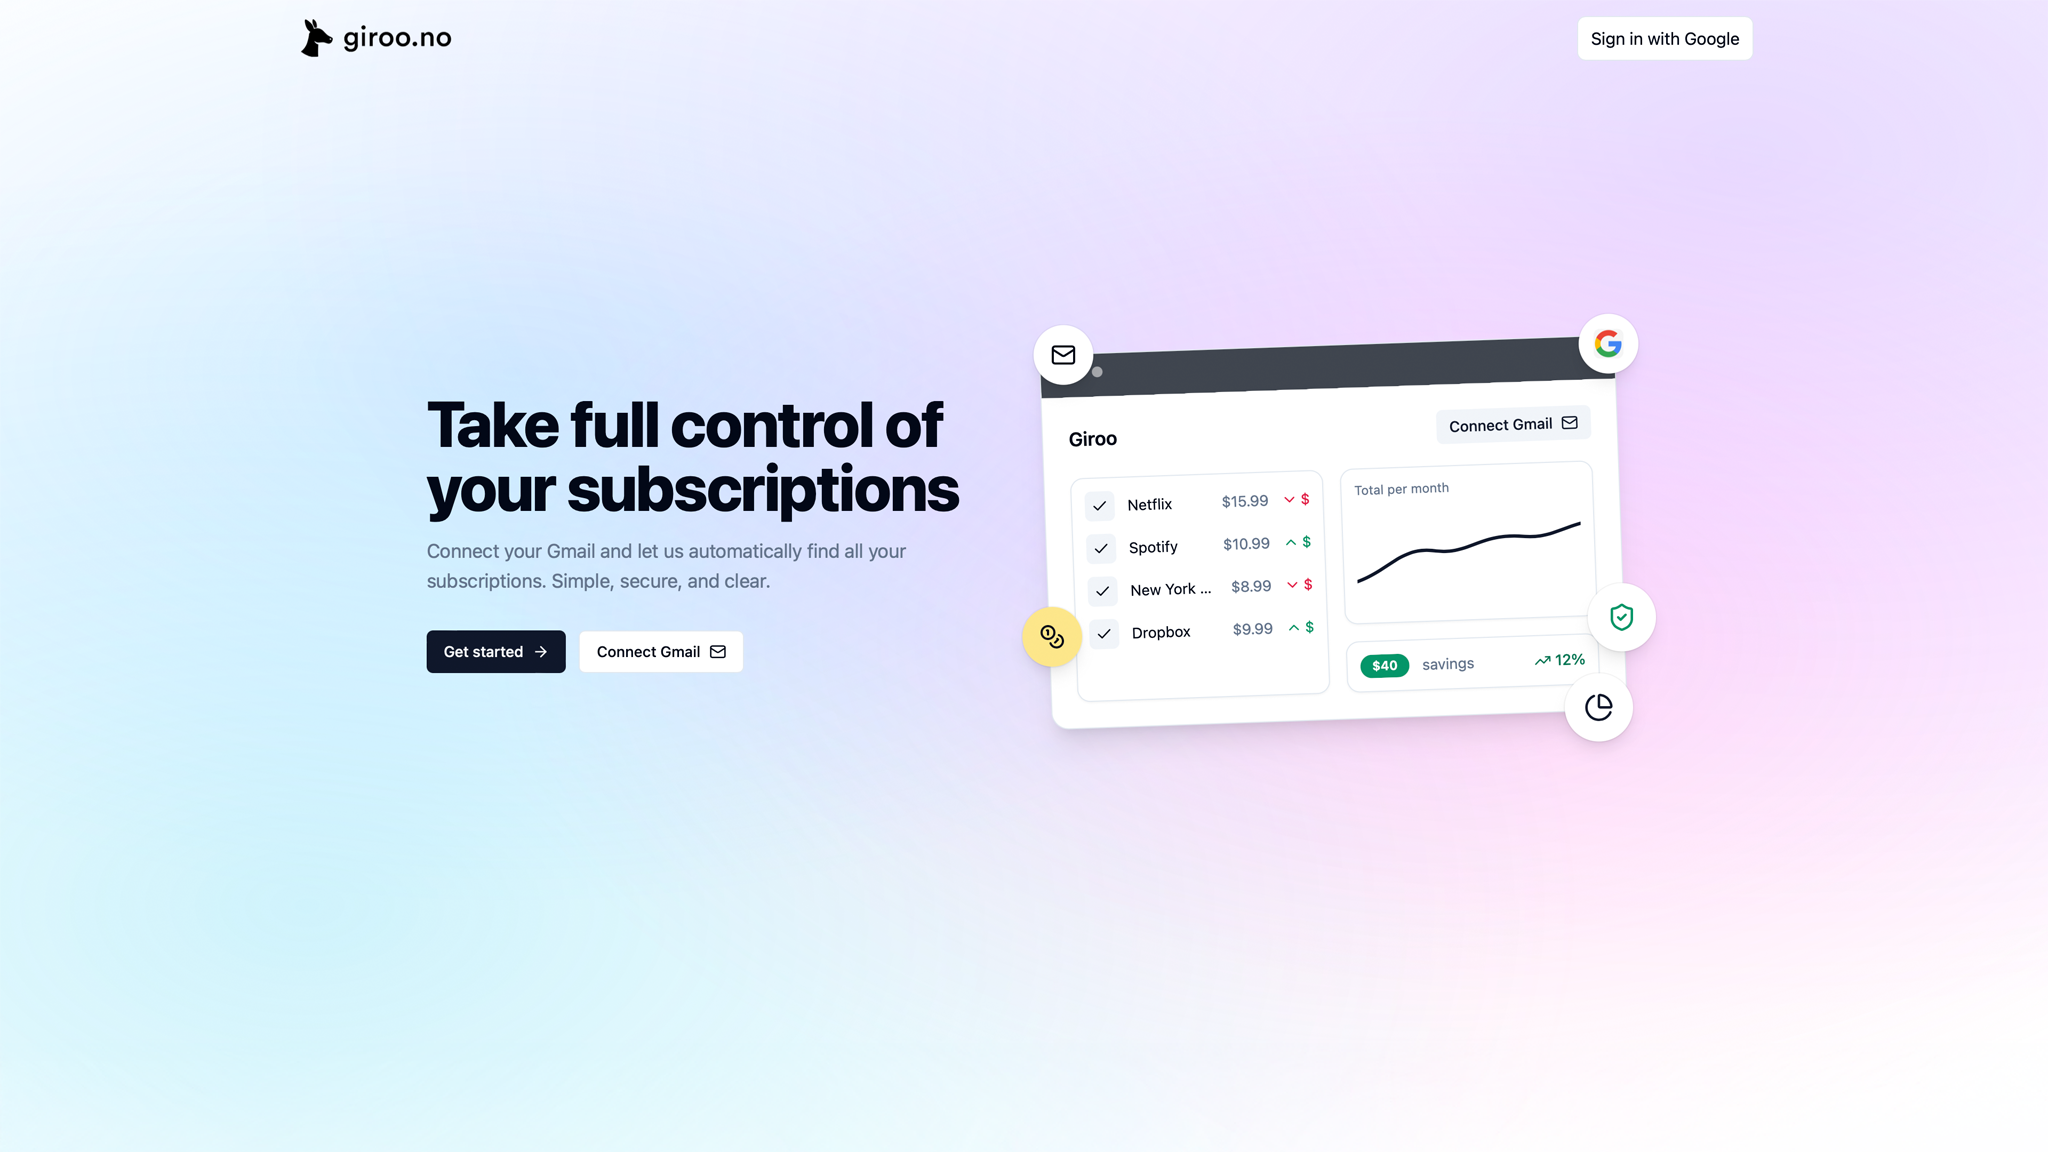 giroo.no
Sign in with Google
Take full control of
your subscriptions
Connect your Gmail and let us automatically find all your
subscriptions. Simple, secure, and clear.
Get started
Connect Gmail
Giroo
Connect Gmail
Netflix $15.99 $
Spotify $10.99 $
New York ... $8.99 $
Dropbox $9.99 $
Total per month
$40 savings 12%